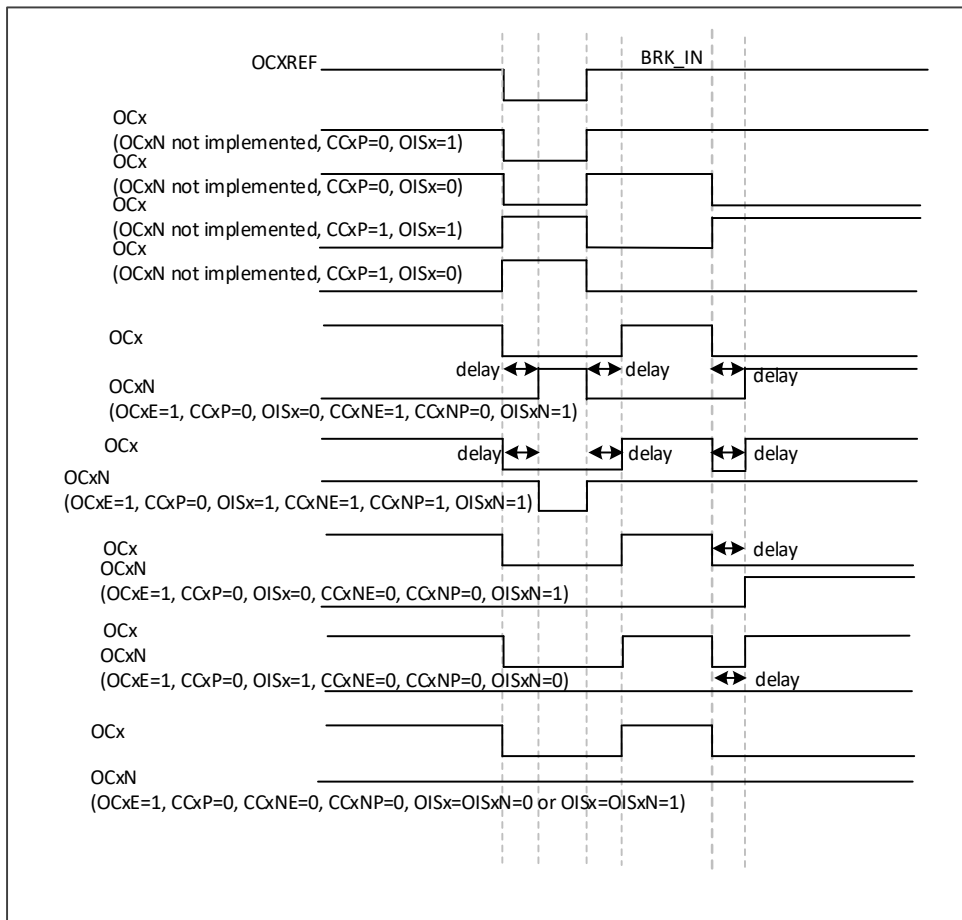 OCXREF
BRK_IN
OCx
(OCxN not implemented, CCxP=0, OISx=1)
OCx
(OCxN not implemented, CCxP=0, OISx=0)
OCx
(OCxN not implemented, CCxP=1, OISx=1)
OCx
(OCxN not implemented, CCxP=1, OISx=0)
OCx
delay
delay
delay
OCxN
(OCxE=1, CCxP=0, OISx=0, CCxNE=1, CCxNP=0, OISxN=1)
OCx
delay
delay
delay
OCxN
(OCxE=1, CCxP=0, OISx=1, CCxNE=1, CCxNP=1, OISxN=1)
OCx
delay
OCxN
(OCxE=1, CCxP=0, OISx=0, CCxNE=0, CCxNP=0, OISxN=1)
OCx
OCxN
(OCxE=1, CCxP=0, OISx=1, CCxNE=0, CCxNP=0, OISxN=0)
delay
OCx
OCxN
(OCxE=1, CCxP=0, CCxNE=0, CCxNP=0, OISx=OISxN=0 or OISx=OISxN=1)